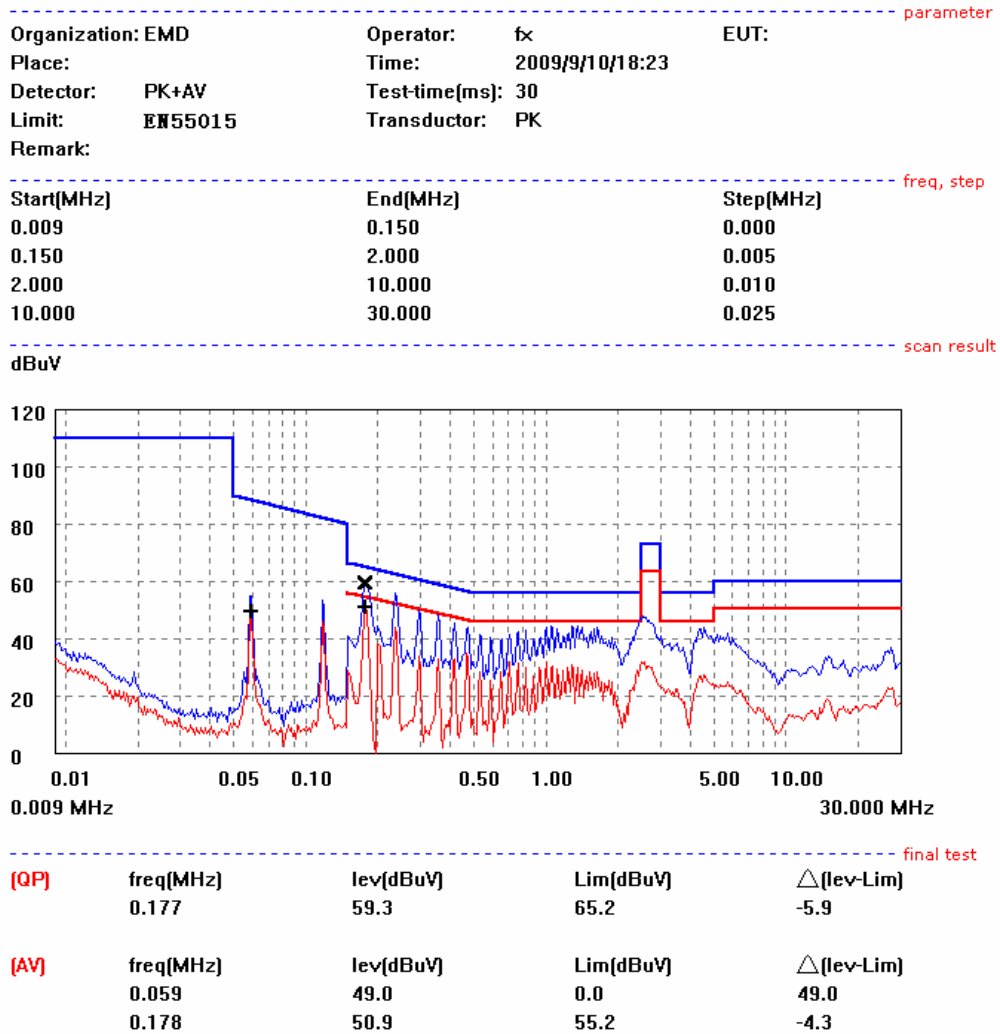 parameter
Organization: EMD Operator: fx EUT:
Place: Time: 2009/9/10/18:23
Detector: PK+AV Test-time(ms): 30
Limit: EN55015 Transductor: PK
Remark:
freq, step
Start(MHz) End(MHz) Step(MHz)
0.009 0.150 0.000
0.150 2.000 0.005
2.000 10.000 0.010
10.000 30.000 0.025
scan result
dBuV
120
100
80
60
40
20
0
0.01 0.05 0.10 0.50 1.00 5.00 10.00
0.009 MHz 30.000 MHz
final test
(QP) freq(MHz) lev(dBuV) Lim(dBuV) △(lev-Lim)
0.177 59.3 65.2 -5.9
(AV) freq(MHz) lev(dBuV) Lim(dBuV) △(lev-Lim)
0.059 49.0 0.0 49.0
0.178 50.9 55.2 -4.3